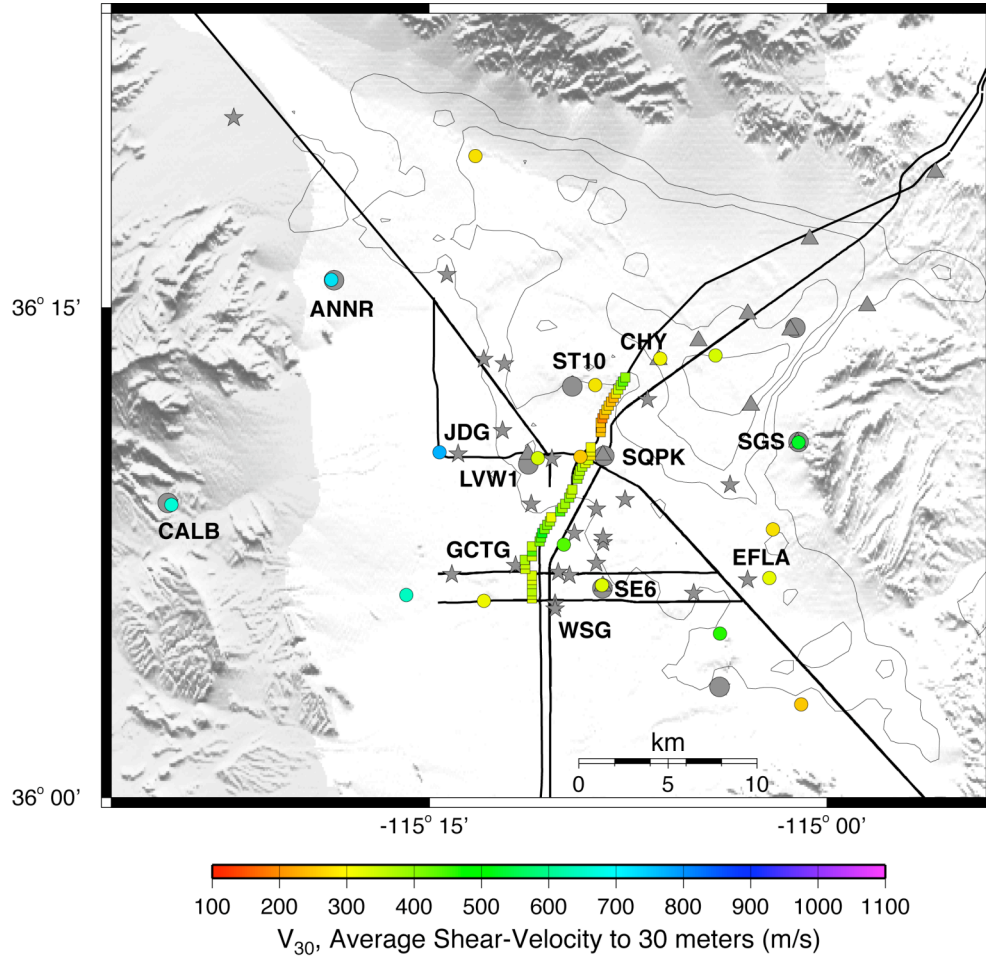 36° 15'
ANNR
CHY
ST10
JDG
SQPK
SGS
LVW1
CALB
GCTG
EFLA
SE6
WSG
km
0 5 10
36° 00'
-115° 15' -115° 00'
100 200 300 400 500 600 700 800 900 1000 1100
V30, Average Shear-Velocity to 30 meters (m/s)